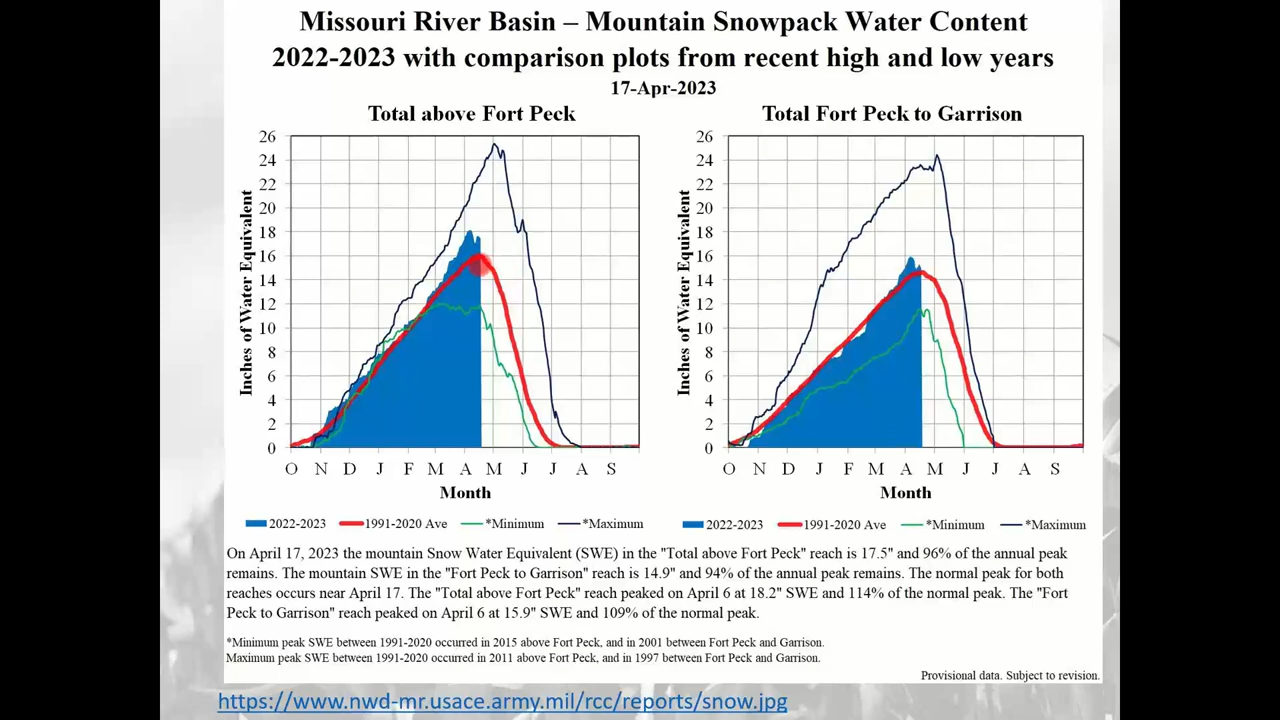 Missouri River Basin – Mountain Snowpack Water Content
2022-2023 with comparison plots from recent high and low years
17-Apr-2023
Total above Fort Peck
Inches of Water Equivalent
26
24
22
20
18
16
14
12
10
8
6
4
2
0
O N D J F M A M J J A S
Month
2022-2023 1991-2020 Ave *Minimum *Maximum
Total Fort Peck to Garrison
Inches of Water Equivalent
26
24
22
20
18
16
14
12
10
8
6
4
2
0
O N D J F M A M J J A S
Month
2022-2023 1991-2020 Ave *Minimum *Maximum
On April 17, 2023 the mountain Snow Water Equivalent (SWE) in the "Total above Fort Peck" reach is 17.5" and 96% of the annual peak
remains. The mountain SWE in the "Fort Peck to Garrison" reach is 14.9" and 94% of the annual peak remains. The normal peak for both
reaches occurs near April 17. The "Total above Fort Peck" reach peaked on April 6 at 18.2" SWE and 114% of the normal peak. The "Fort
Peck to Garrison" reach peaked on April 6 at 15.9" SWE and 109% of the normal peak.
*Minimum peak SWE between 1991-2020 occurred in 2015 above Fort Peck, and in 2001 between Fort Peck and Garrison.
Maximum peak SWE between 1991-2020 occurred in 2011 above Fort Peck, and in 1997 between Fort Peck and Garrison.
Provisional data. Subject to revision.
https://www.nwd-mr.usace.army.mil/rcc/reports/snow.jpg